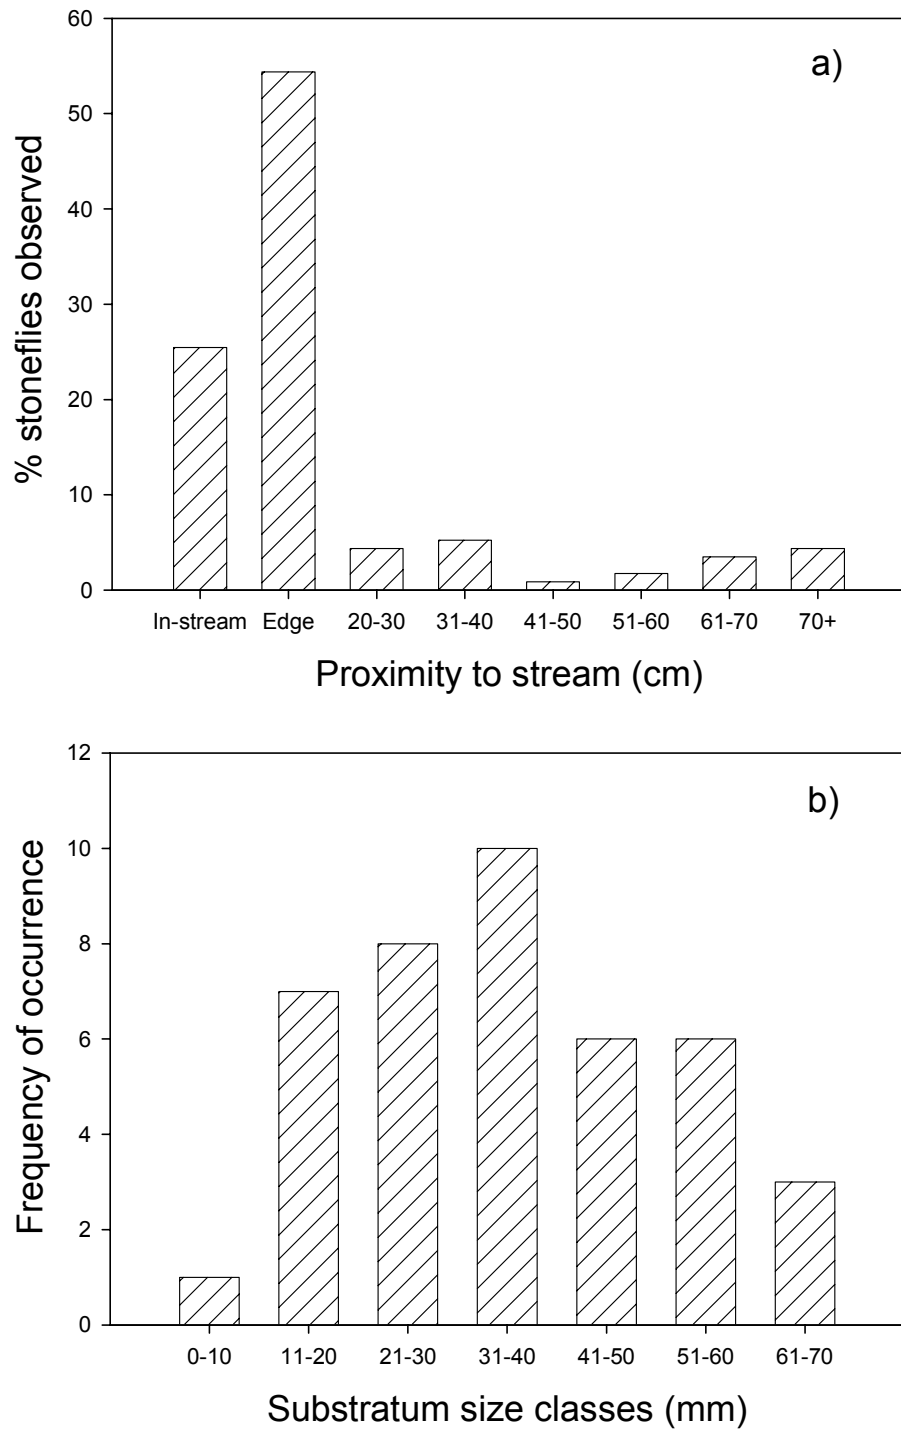 a)
60
50
40
30
20
10
0
% stoneflies observed
In-stream Edge 20-30 31-40 41-50 51-60 61-70 70+
Proximity to stream (cm)
b)
12
10
8
6
4
2
0
Frequency of occurrence
0-10 11-20 21-30 31-40 41-50 51-60 61-70
Substratum size classes (mm)